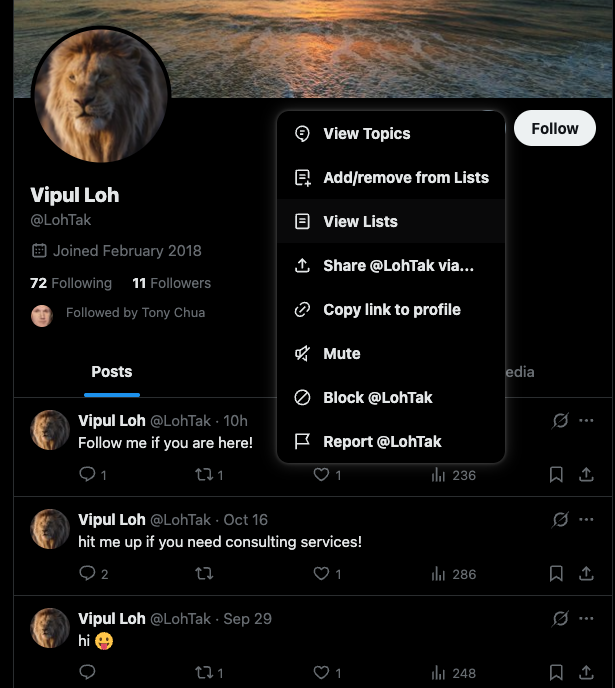 Follow
View Topics
Add/remove from Lists
View Lists
Share @LohTak via...
Copy link to profile
Mute
Block @LohTak
Report @LohTak
Vipul Loh
@LohTak
Joined February 2018
72 Following 11 Followers
Followed by Tony Chua
Posts
edia
Vipul Loh @LohTak · 10h
Follow me if you are here!
1 1 1 236
Vipul Loh @LohTak · Oct 16
hit me up if you need consulting services!
2 1 286
Vipul Loh @LohTak · Sep 29
hi 😛
1 1 248